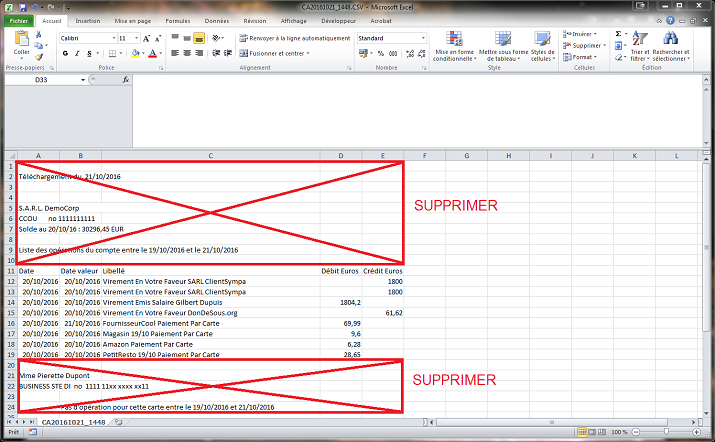 CA20161021_1448.CSV - Microsoft Excel
Fichier Accueil Insertion Mise en page Formules Données Révision Affichage Développeur Acrobat
Coller
Calibri 11
G I S
Renvoyer à la ligne automatiquement
Fusionner et centrer
Standard
% 000
Mise en forme conditionnelle
Mettre sous forme de tableau
Styles de cellules
Insérer
Supprimer
Format
Trier et filtrer
Rechercher et sélectionner
Presse-papiers Police Alignement Nombre Style Cellules Édition
D33 fx
A B C D E F G H I J K L
1
2 Téléchargement du 21/10/2016
3
4
5 S.A.R.L. DemoCorp
6 CCOU no 1111111111
7 Solde au 20/10/16 : 30296,45 EUR
8
9 Liste des opérations du compte entre le 19/10/2016 et le 21/10/2016
10
SUPPRIMER
11 Date Date valeur Libellé Débit Euros Crédit Euros
12 20/10/2016 20/10/2016 Virement En Votre Faveur SARL ClientSympa 1800
13 20/10/2016 20/10/2016 Virement En Votre Faveur SARL ClientSympa 1800
14 20/10/2016 20/10/2016 Virement Emis Salaire Gilbert Dupuis 1804,2
15 20/10/2016 20/10/2016 Virement En Votre Faveur DonDeSous.org 61,62
16 20/10/2016 21/10/2016 FournisseurCool Paiement Par Carte 69,99
17 20/10/2016 20/10/2016 Magasin 19/10 Paiement Par Carte 9,6
18 20/10/2016 20/10/2016 Amazon Paiement Par Carte 6,28
19 20/10/2016 20/10/2016 PetitResto 19/10 Paiement Par Carte 28,65
20
21 Mme Pierette Dupont
22 BUSINESS STE DI no 1111 11xx xxxx xx11
23
24 Pas d'opération pour cette carte entre le 19/10/2016 et 21/10/2016
SUPPRIMER
CA20161021_1448
Prêt 100 %